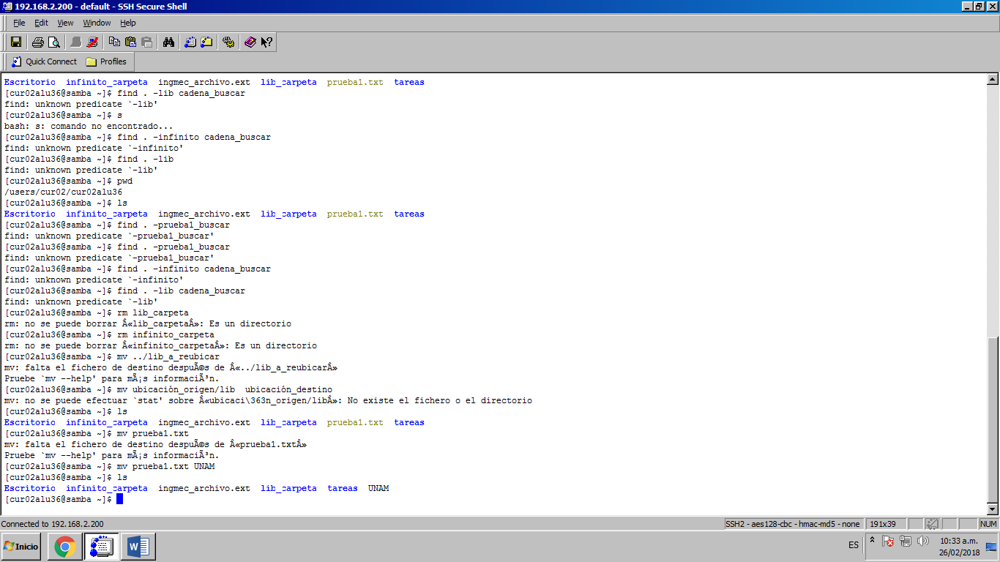 192.168.2.200 - default - SSH Secure Shell
File Edit View Window Help
Quick Connect Profiles
Escritorio infinito_carpeta ingmec_archivo.ext lib_carpeta prueba1.txt tareas
[cur02alu36@samba ~]$ find . -lib cadena_buscar
find: unknown predicate `-lib'
[cur02alu36@samba ~]$ s
bash: s: comando no encontrado...
[cur02alu36@samba ~]$ find . -infinito cadena_buscar
find: unknown predicate `-infinito'
[cur02alu36@samba ~]$ find . -lib
find: unknown predicate `-lib'
[cur02alu36@samba ~]$ pwd
/users/cur02/cur02alu36
[cur02alu36@samba ~]$ ls
Escritorio infinito_carpeta ingmec_archivo.ext lib_carpeta prueba1.txt tareas
[cur02alu36@samba ~]$ find . -prueba1_buscar
find: unknown predicate `-prueba1_buscar'
[cur02alu36@samba ~]$ find . -prueba1_buscar
find: unknown predicate `-prueba1_buscar'
[cur02alu36@samba ~]$ find . -infinito cadena_buscar
find: unknown predicate `-infinito'
[cur02alu36@samba ~]$ find . -lib cadena_buscar
find: unknown predicate `-lib'
[cur02alu36@samba ~]$ rm lib_carpeta
rm: no se puede borrar Â«lib_carpetaÂ»: Es un directorio
[cur02alu36@samba ~]$ rm infinito_carpeta
rm: no se puede borrar Â«infinito_carpetaÂ»: Es un directorio
[cur02alu36@samba ~]$ mv ../lib_a_reubicar
mv: falta el fichero de destino despuÃ©s de Â«../lib_a_reubicarÂ»
Pruebe `mv --help' para mÃ¡s informaciÃ³n.
[cur02alu36@samba ~]$ mv ubicación_origen/lib ubicación_destino
mv: no se puede efectuar `stat' sobre Â«ubicaci\363n_origen/libÂ»: No existe el fichero o el directorio
[cur02alu36@samba ~]$ ls
Escritorio infinito_carpeta ingmec_archivo.ext lib_carpeta prueba1.txt tareas
[cur02alu36@samba ~]$ mv prueba1.txt
mv: falta el fichero de destino despuÃ©s de Â«prueba1.txtÂ»
Pruebe `mv --help' para mÃ¡s informaciÃ³n.
[cur02alu36@samba ~]$ mv prueba1.txt UNAM
[cur02alu36@samba ~]$ ls
Escritorio infinito_carpeta ingmec_archivo.ext lib_carpeta tareas UNAM
[cur02alu36@samba ~]$
Connected to 192.168.2.200 SSH2 - aes128-cbc - hmac-md5 - none 191x39 NUM
Inicio ES 10:33 a.m.
26/02/2018